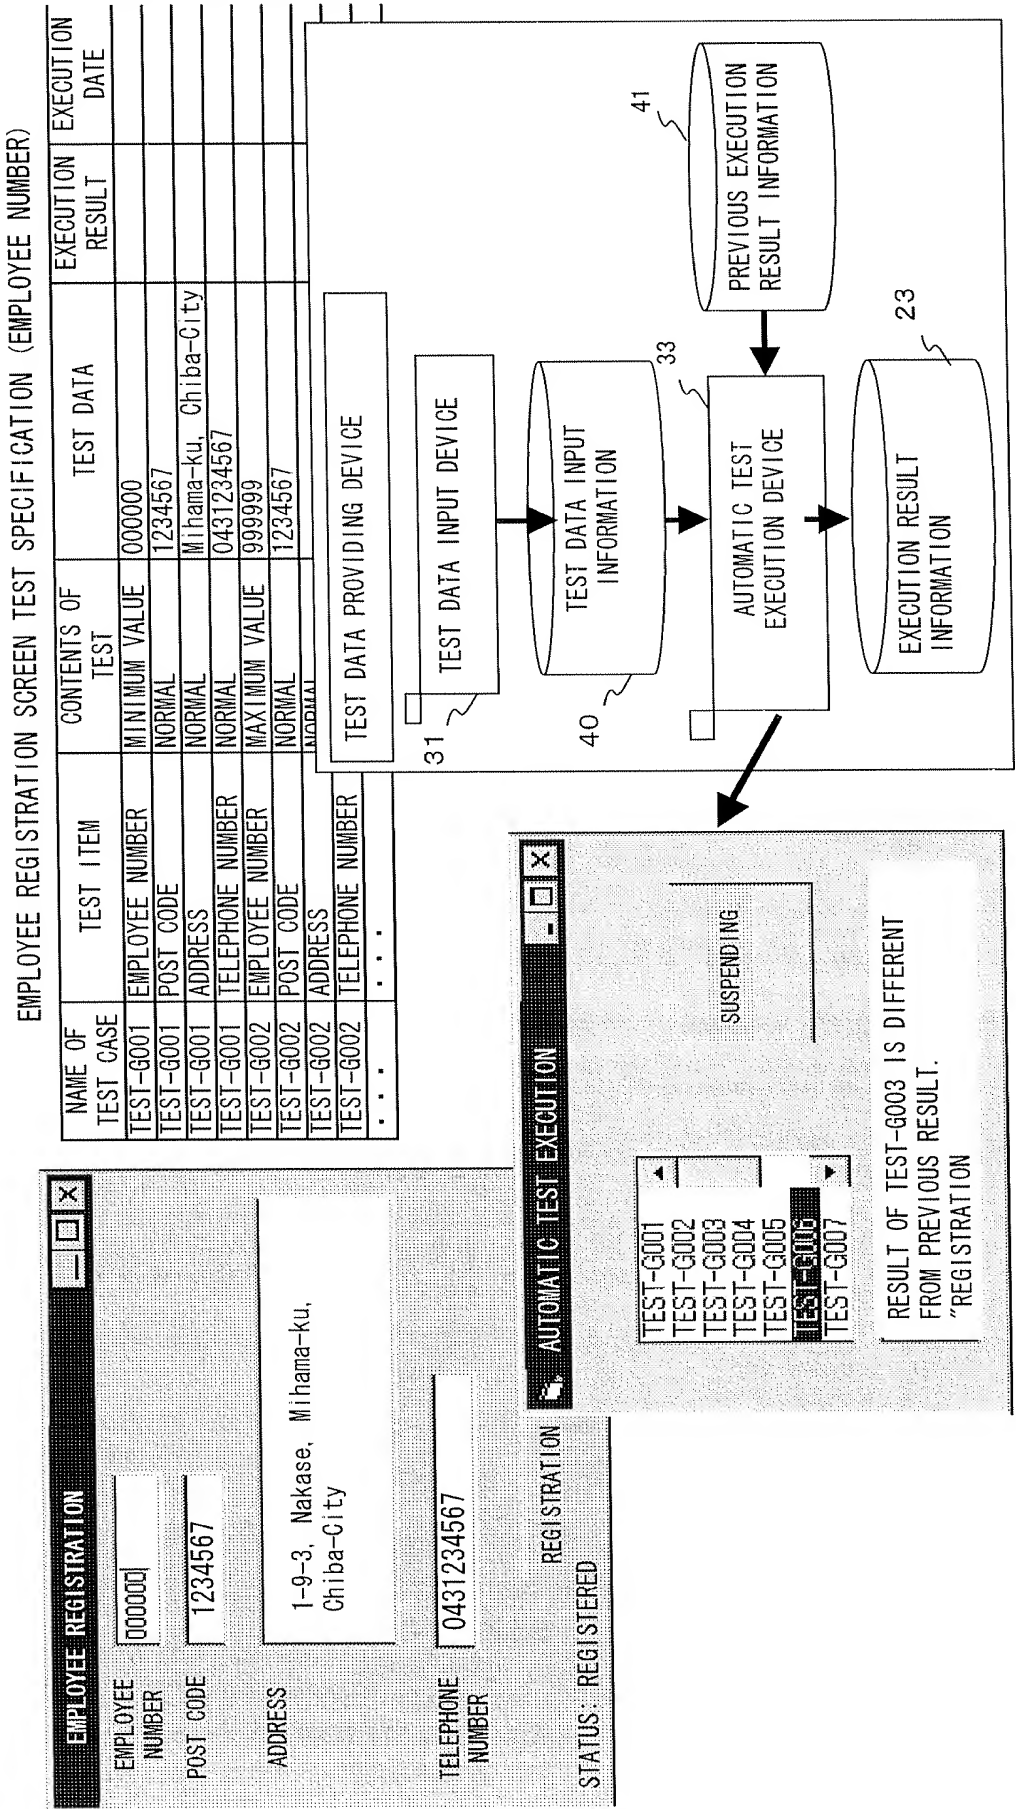 EMPLOYEE REGISTRATION SCREEN TEST SPECIFICATION (EMPLOYEE NUMBER)
NAME OF TEST CASE TEST ITEM CONTENTS OF TEST TEST DATA EXECUTION RESULT EXECUTION DATE
TEST-G001 EMPLOYEE NUMBER MINIMUM VALUE 000000
TEST-G001 POST CODE NORMAL 1234567
TEST-G001 ADDRESS NORMAL Mihama-ku, Chiba-City
TEST-G001 TELEPHONE NUMBER NORMAL 0431234567
TEST-G002 EMPLOYEE NUMBER MAXIMUM VALUE 999999
TEST-G002 POST CODE NORMAL 1234567
TEST-G002 ADDRESS NORMAL
TEST-G002 TELEPHONE NUMBER
... ...
EMPLOYEE REGISTRATION
EMPLOYEE
NUMBER
000000
POST CODE
1234567
ADDRESS
1-9-3, Nakase, Mihama-ku,
Chiba-City
TELEPHONE
NUMBER
0431234567
REGISTRATION
STATUS: REGISTERED
AUTOMATIC TEST EXECUTION
TEST-G001
TEST-G002
TEST-G003
TEST-G004
TEST-G005
TEST-G006
TEST-G007
SUSPENDING
RESULT OF TEST-G003 IS DIFFERENT
FROM PREVIOUS RESULT.
"REGISTRATION
TEST DATA PROVIDING DEVICE
31
TEST DATA INPUT DEVICE
40
TEST DATA INPUT
INFORMATION
33
AUTOMATIC TEST
EXECUTION DEVICE
41
PREVIOUS EXECUTION
RESULT INFORMATION
23
EXECUTION RESULT
INFORMATION